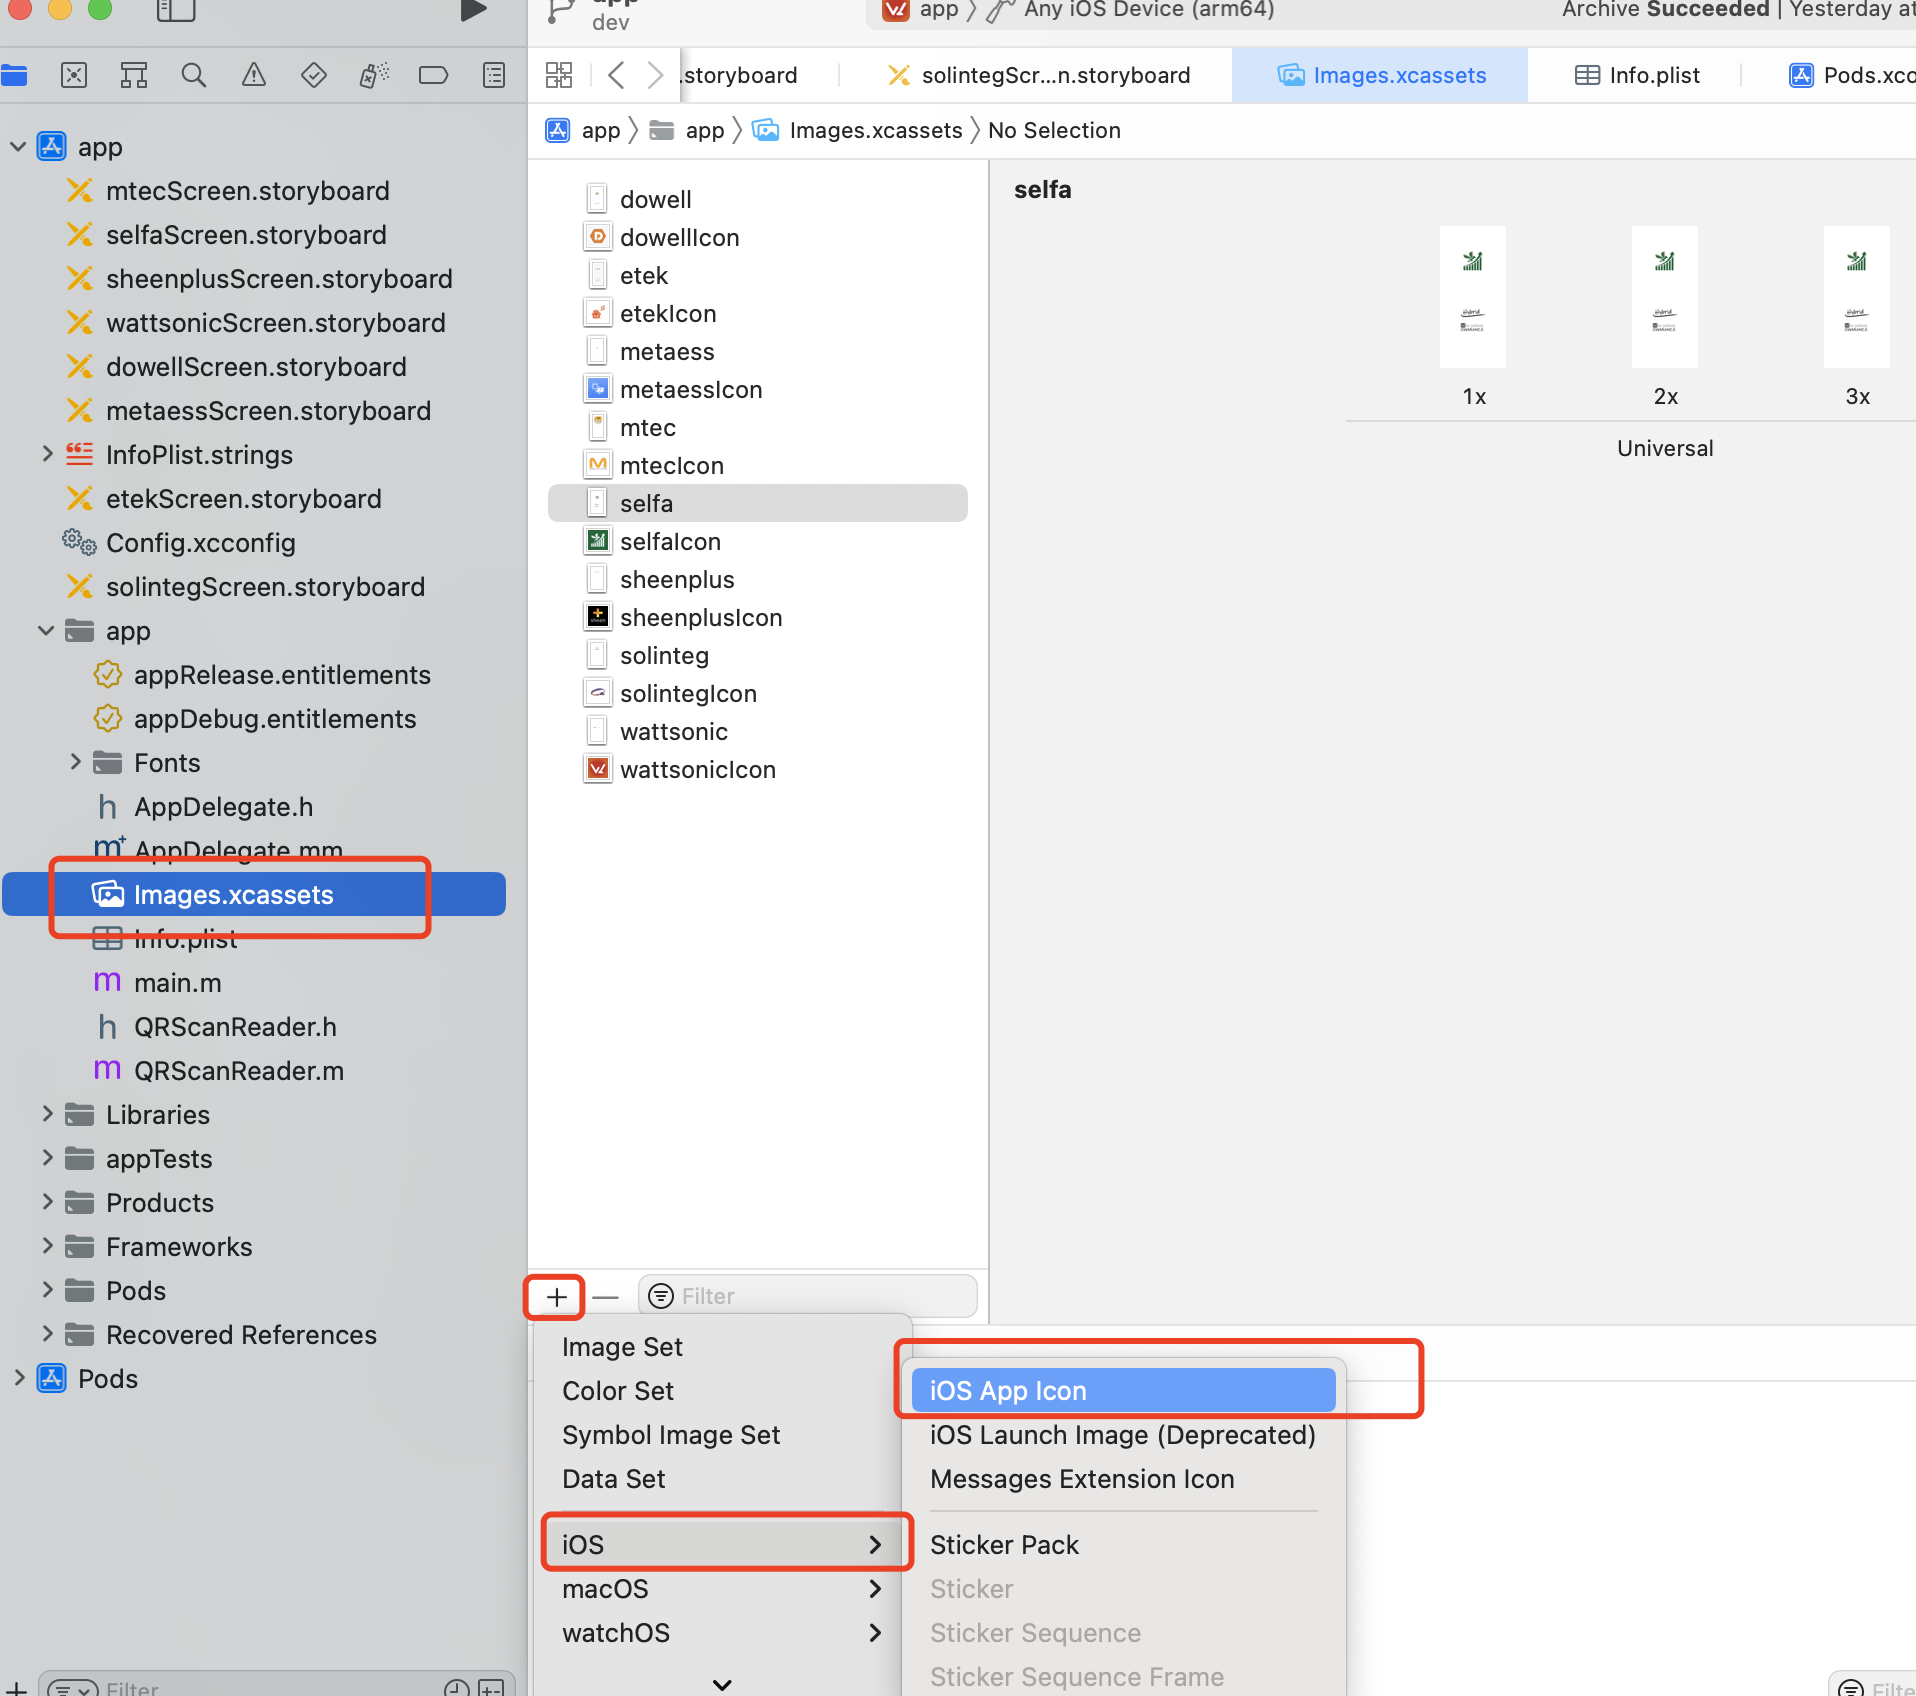 dev
app
Any iOS Device (arm64)
Archive Succeeded | Yesterday at
.storyboard
solintegScr...n.storyboard
Images.xcassets
Info.plist
Pods.xco
app
app
Images.xcassets
No Selection
app
mtecScreen.storyboard
selfaScreen.storyboard
sheenplusScreen.storyboard
wattsonicScreen.storyboard
dowellScreen.storyboard
metaessScreen.storyboard
InfoPlist.strings
etekScreen.storyboard
Config.xcconfig
solintegScreen.storyboard
app
appRelease.entitlements
appDebug.entitlements
Fonts
AppDelegate.h
AppDelegate.mm
Images.xcassets
Info.plist
main.m
QRScanReader.h
QRScanReader.m
Libraries
appTests
Products
Frameworks
Pods
Recovered References
Pods
Filter
dowell
dowellIcon
etek
etekIcon
metaess
metaessIcon
mtec
mtecIcon
selfa
selfaIcon
sheenplus
sheenplusIcon
solinteg
solintegIcon
wattsonic
wattsonicIcon
Filter
selfa
1x
2x
3x
Universal
Image Set
Color Set
Symbol Image Set
Data Set
iOS
macOS
watchOS
iOS App Icon
iOS Launch Image (Deprecated)
Messages Extension Icon
Sticker Pack
Sticker
Sticker Sequence
Sticker Sequence Frame